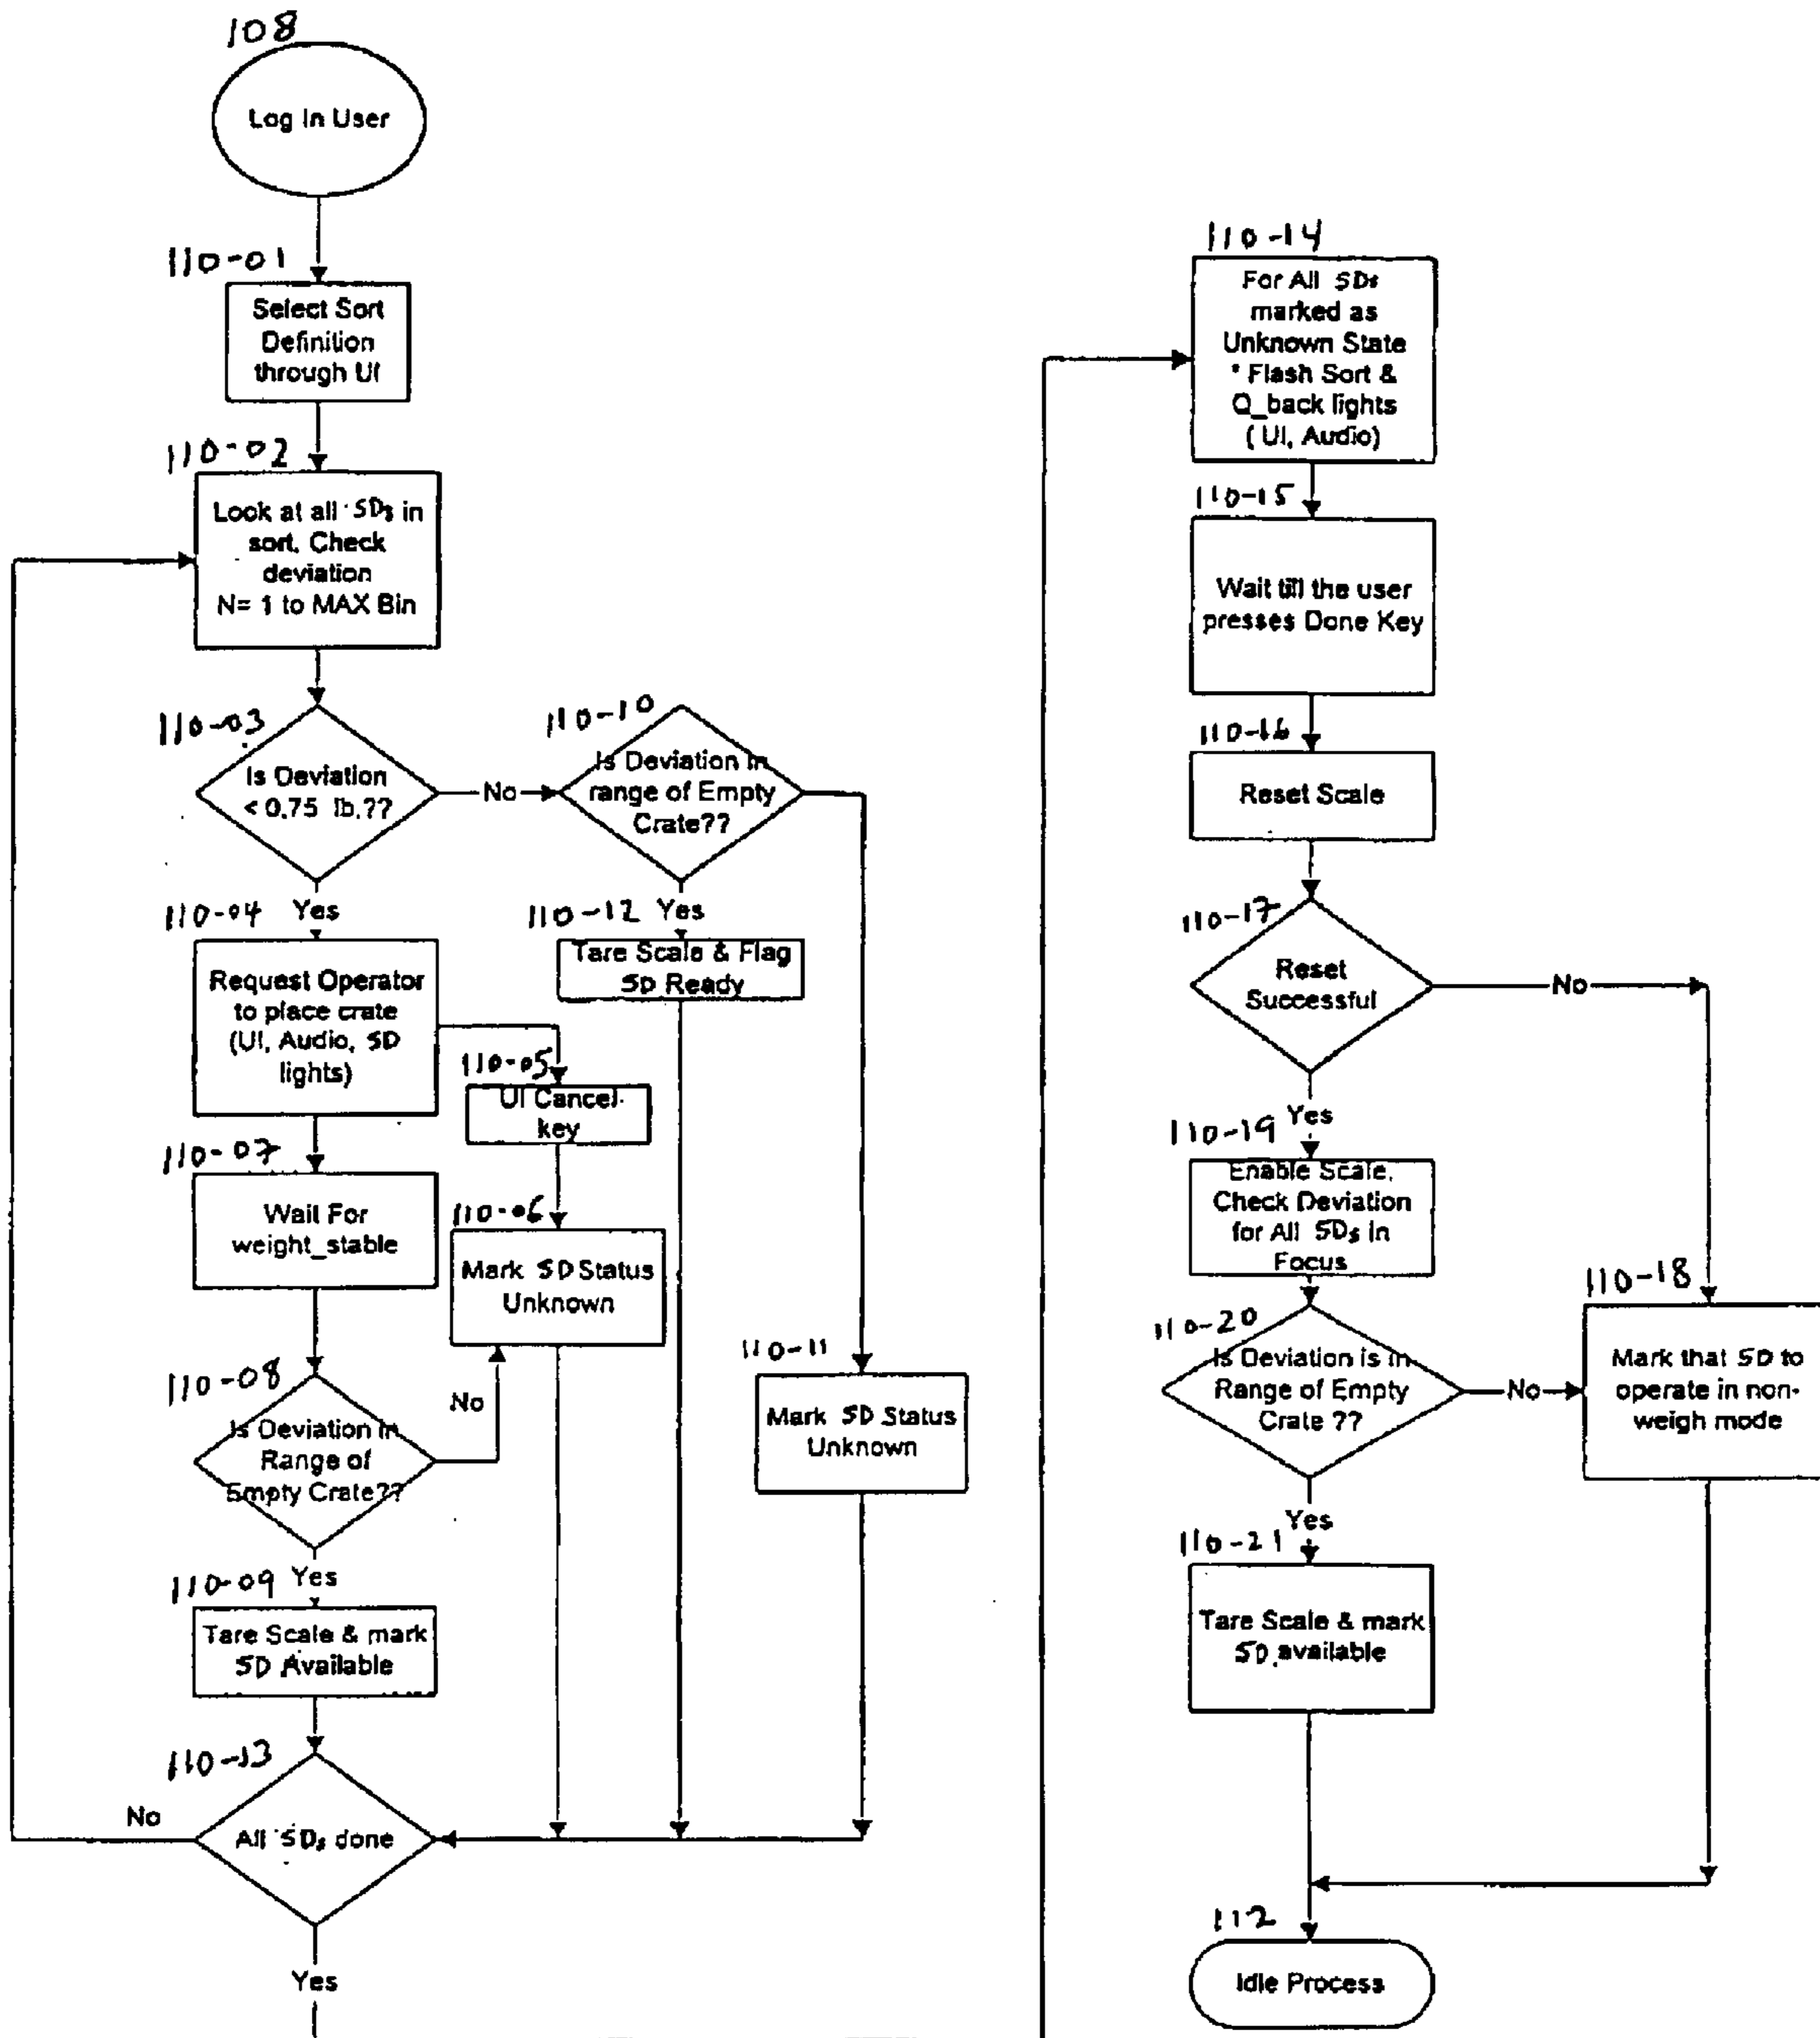 108
Log In User
110-01
Select Sort
Definition
through UI
110-02
Look at all SDs in
sort, Check
deviation
N= 1 to MAX Bin
110-03
Is Deviation
< 0.75 lb.??
No
110-10
Is Deviation In
range of Empty
Crate??
110-04
Yes
Request Operator
to place crate
(UI, Audio, SD
lights)
110-12
Yes
Tare Scale & Flag
SD Ready
110-05
UI Cancel
key
110-07
Wait For
weight_stable
110-06
Mark SD Status
Unknown
110-08
Is Deviation In
Range of
Empty Crate??
No
110-11
Mark SD Status
Unknown
110-09
Yes
Tare Scale & mark
SD Available
110-13
All SDs done
No
Yes
110-14
For All SDs
marked as
Unknown State
* Flash Sort &
Q_back lights
( UI, Audio)
110-15
Wait till the user
presses Done Key
110-16
Reset Scale
110-17
Reset
Successful
No
Yes
110-19
Enable Scale,
Check Deviation
for All SDs in
Focus
110-18
Mark that SD to
operate in non-
weigh mode
110-20
Is Deviation is in
Range of Empty
Crate ??
No
Yes
110-21
Tare Scale & mark
SD available
112
Idle Process